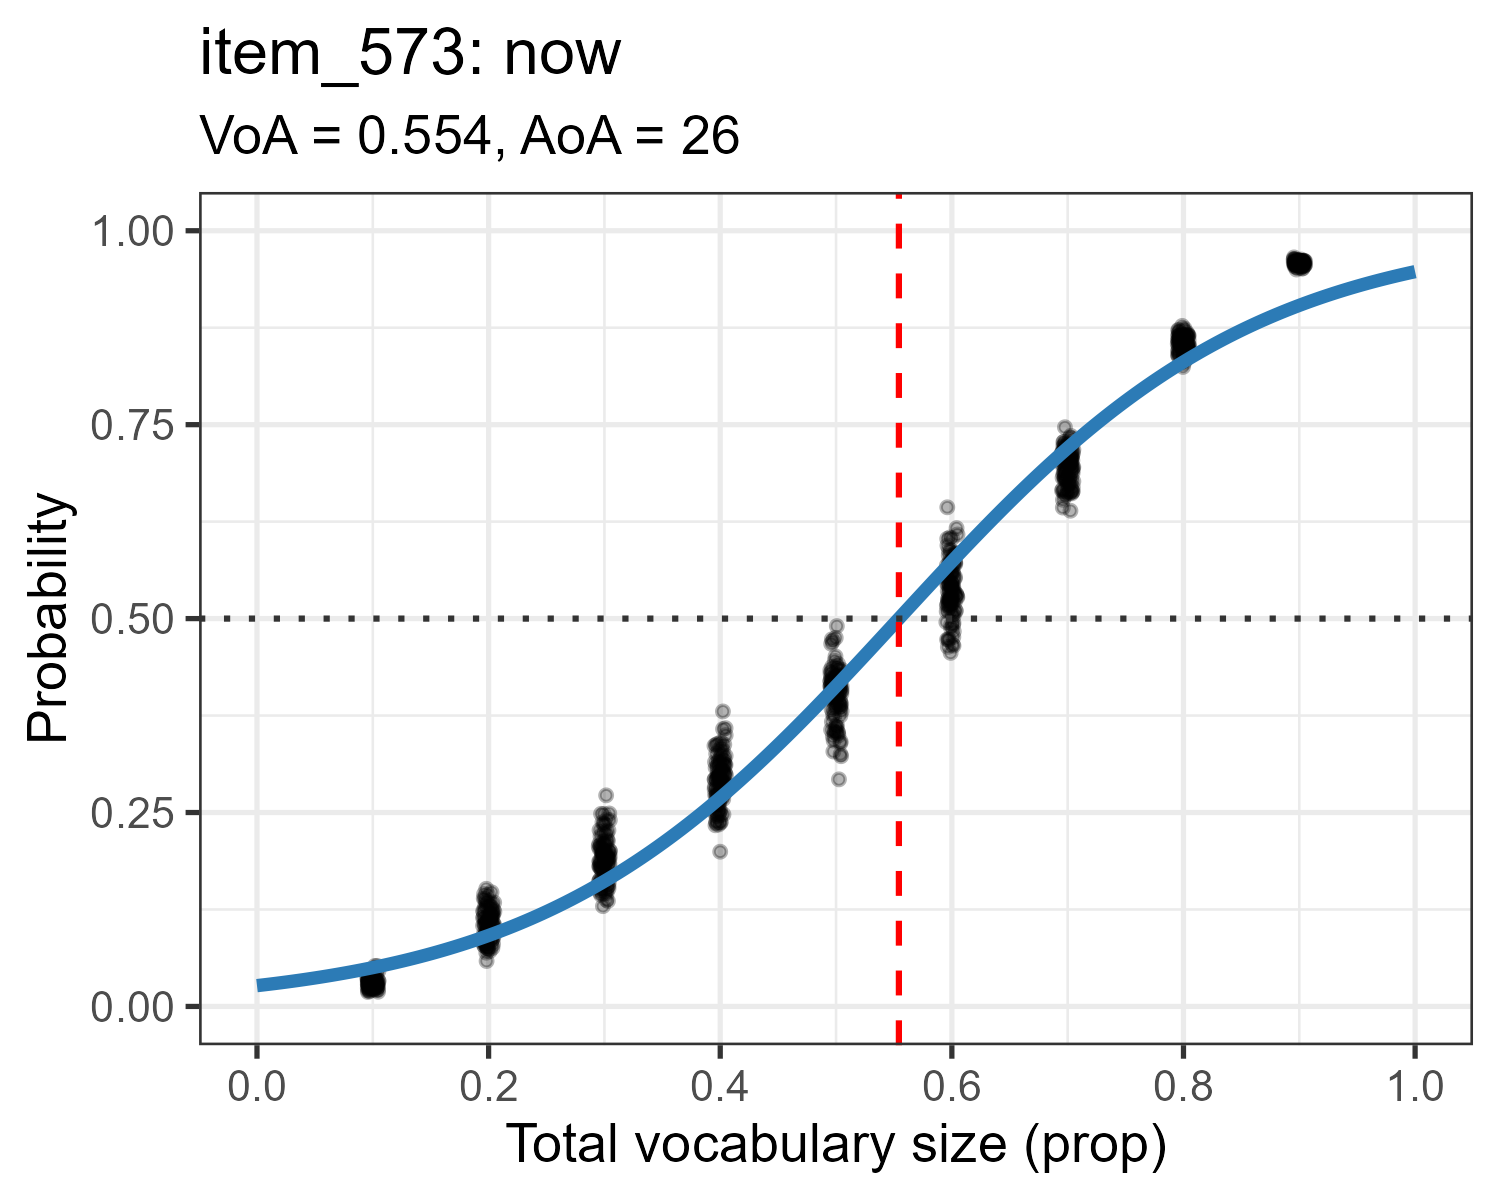 item_573: now
VoA = 0.554, AoA = 26
1.00
0.75
0.50
0.25
0.00
Probability
0.0 0.2 0.4 0.6 0.8 1.0
Total vocabulary size (prop)